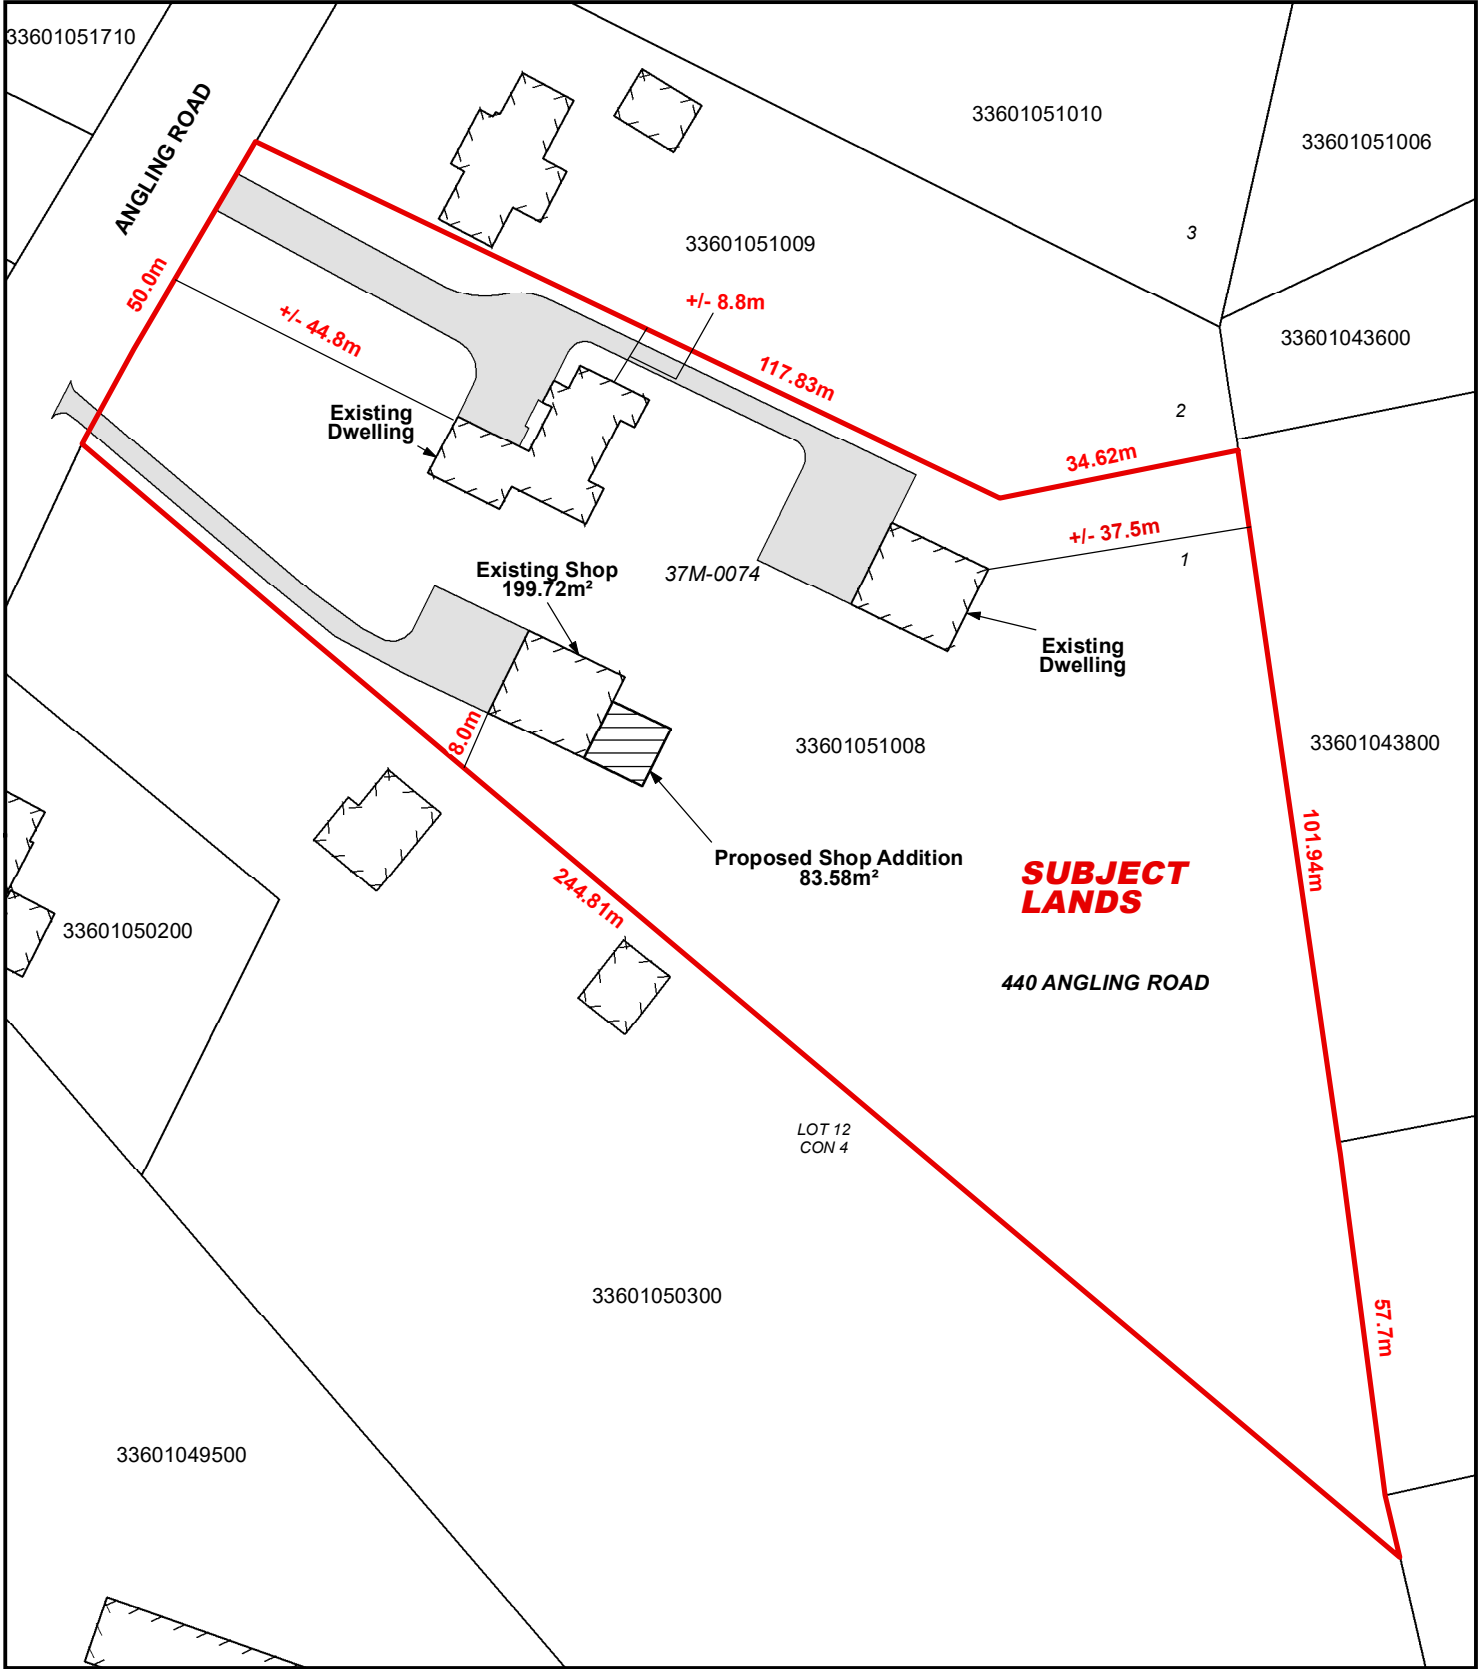 33601051710
ANGLING ROAD
33601051010
33601051006
3
33601051009
50.0m
+/- 8.8m
+/- 44.8m
33601043600
117.83m
2
Existing
Dwelling
34.62m
+/- 37.5m
1
Existing Shop
199.72m²
37M-0074
Existing
Dwelling
8.0m
33601051008
33601043800
Proposed Shop Addition
83.58m²
101.94m
SUBJECT
LANDS
244.81m
33601050200
440 ANGLING ROAD
LOT 12
CON 4
33601050300
57.7m
33601049500